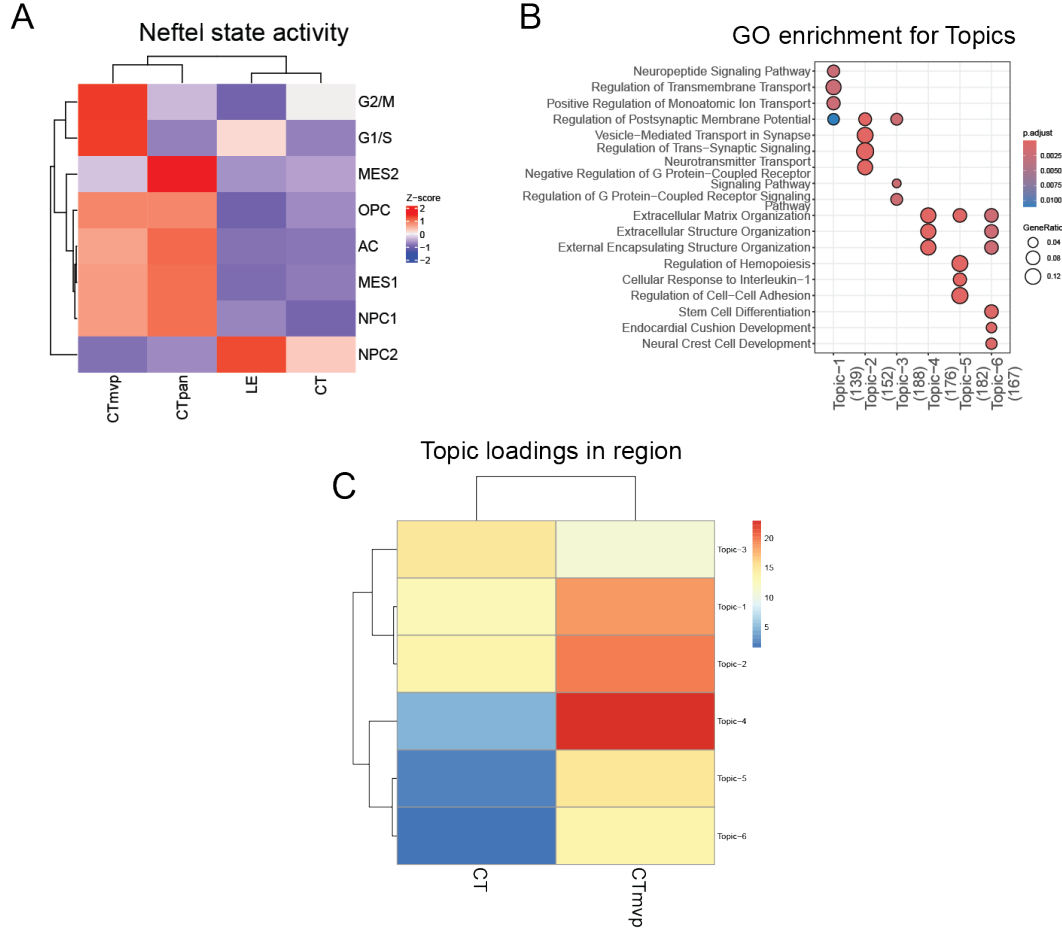 A
Neftel state activity
G2/M
G1/S
MES2
OPC
AC
MES1
NPC1
NPC2
CTmvp
CTpan
LE
CT
Z-score
2
1
0
−1
−2
B
GO enrichment for Topics
Neuropeptide Signaling Pathway
Regulation of Transmembrane Transport
Positive Regulation of Monoatomic Ion Transport
Regulation of Postsynaptic Membrane Potential
Vesicle−Mediated Transport in Synapse
Regulation of Trans−Synaptic Signaling
Neurotransmitter Transport
Negative Regulation of G Protein−Coupled Receptor
Signaling Pathway
Regulation of G Protein−Coupled Receptor Signaling
Pathway
Extracellular Matrix Organization
Extracellular Structure Organization
External Encapsulating Structure Organization
Regulation of Hemopoiesis
Cellular Response to Interleukin−1
Regulation of Cell−Cell Adhesion
Stem Cell Differentiation
Endocardial Cushion Development
Neural Crest Cell Development
Topic−1
(139)
Topic−2
(152)
Topic−3
(188)
Topic−4
(176)
Topic−5
(182)
Topic−6
(167)
p.adjust
0.0025
0.0050
0.0075
0.0100
GeneRatio
0.04
0.08
0.12
Topic loadings in region
C
Topic−3
Topic−1
Topic−2
Topic−4
Topic−5
Topic−6
CT
CTmvp
20
15
10
5